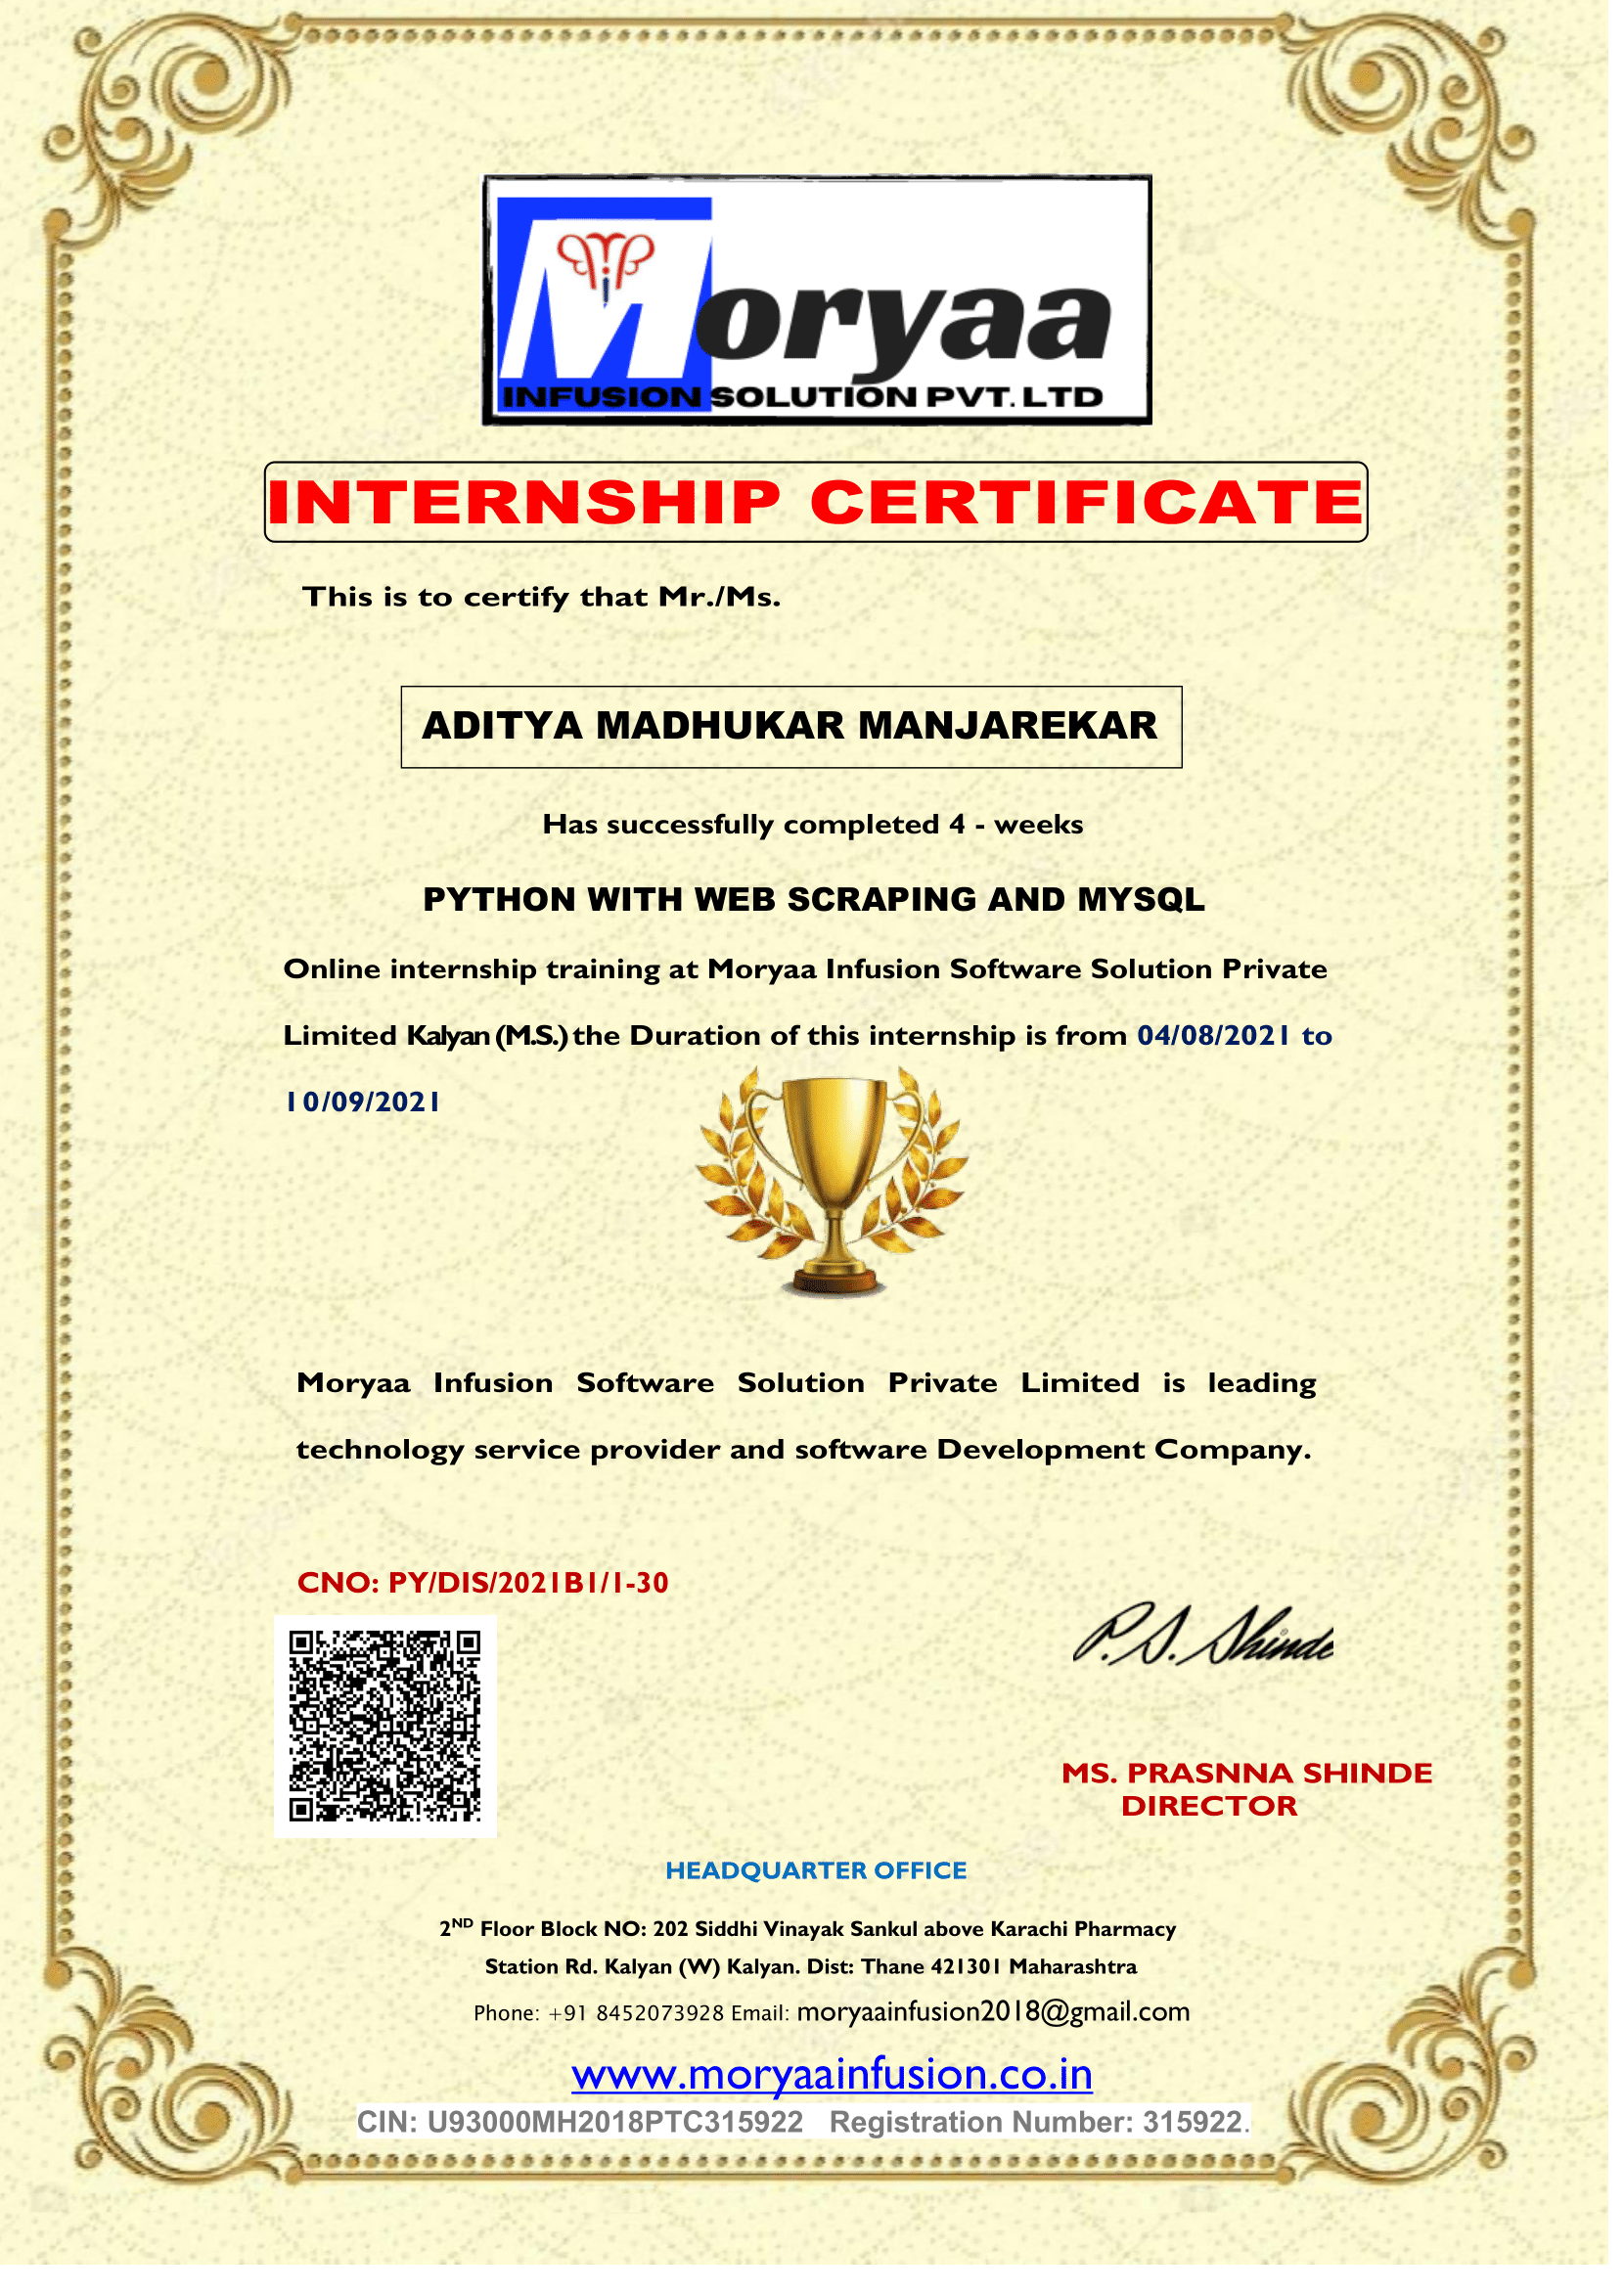 Moryaa
INFUSION SOLUTION PVT. LTD
INTERNSHIP CERTIFICATE
This is to certify that Mr./Ms.
ADITYA MADHUKAR MANJAREKAR
Has successfully completed 4 - weeks
PYTHON WITH WEB SCRAPING AND MYSQL
Online internship training at Moryaa Infusion Software Solution Private
Limited Kalyan (M.S.) the Duration of this internship is from 04/08/2021 to
10/09/2021
Moryaa Infusion Software Solution Private Limited is leading
technology service provider and software Development Company.
CNO: PY/DIS/2021B1/1-30
P.S. Shinde
MS. PRASNNA SHINDE
DIRECTOR
HEADQUARTER OFFICE
2ND Floor Block NO: 202 Siddhi Vinayak Sankul above Karachi Pharmacy
Station Rd. Kalyan (W) Kalyan. Dist: Thane 421301 Maharashtra
Phone: +91 8452073928 Email: moryaainfusion2018@gmail.com
www.moryaainfusion.co.in
CIN: U93000MH2018PTC315922 Registration Number: 315922.